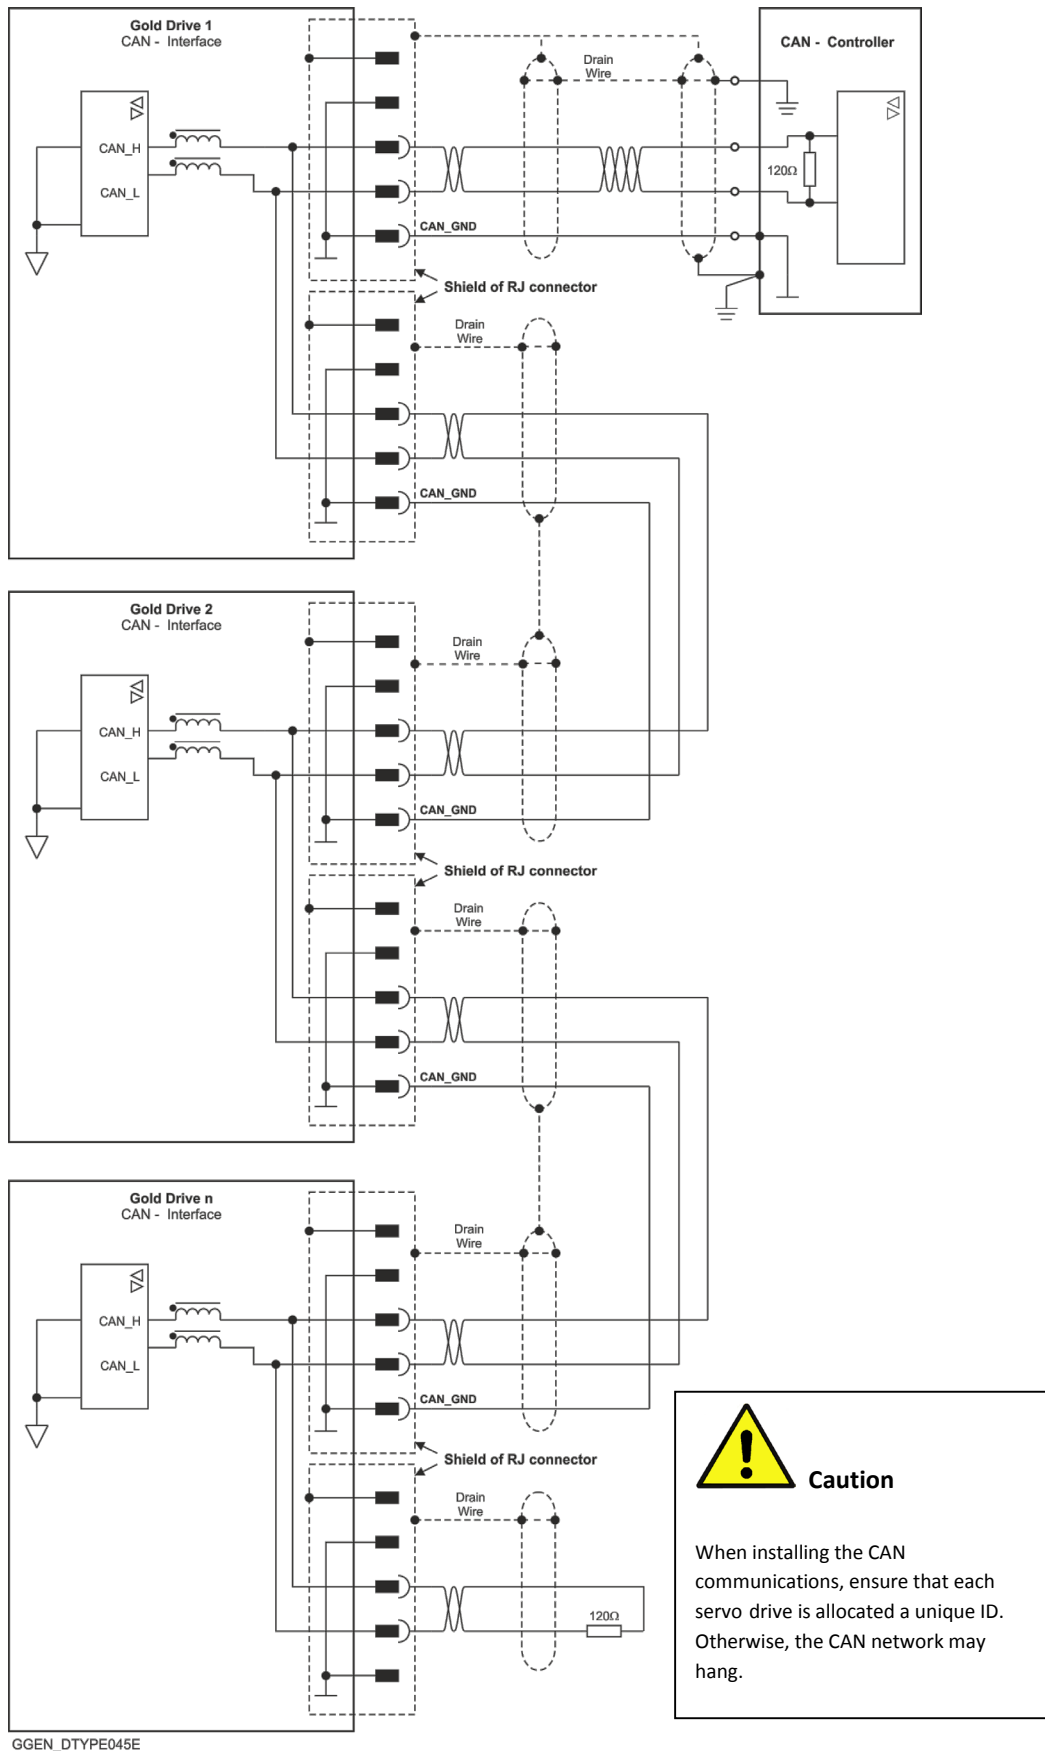 Gold Drive 1
CAN - Interface
CAN - Controller
Drain
Wire
CAN_H
CAN_L
120Ω
CAN_GND
Shield of RJ connector
Drain
Wire
CAN_GND
Gold Drive 2
CAN - Interface
Drain
Wire
CAN_H
CAN_L
CAN_GND
Shield of RJ connector
Drain
Wire
CAN_GND
Gold Drive n
CAN - Interface
Drain
Wire
CAN_H
CAN_L
CAN_GND
Shield of RJ connector
Drain
Wire
120Ω
Caution
When installing the CAN
communications, ensure that each
servo drive is allocated a unique ID.
Otherwise, the CAN network may
hang.
GGEN_DTYPE045E